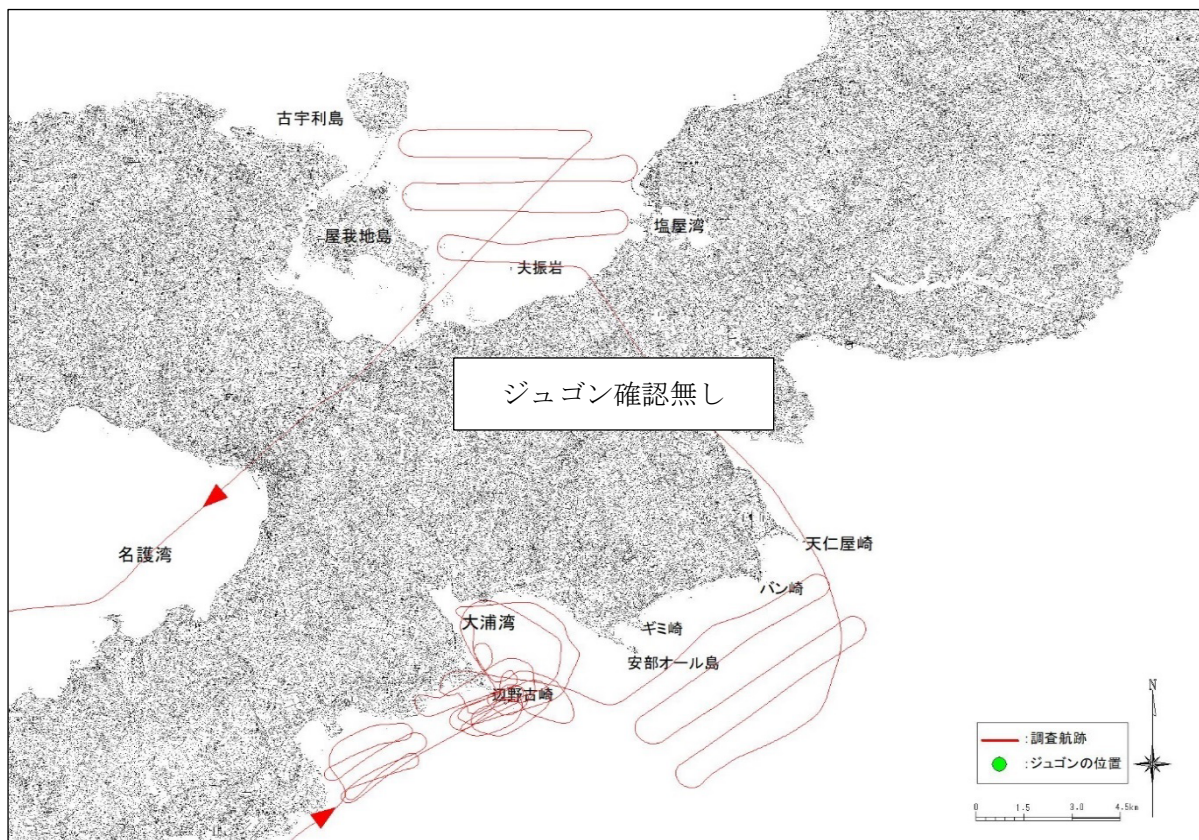 古宇利島
屋我地島
塩屋湾
夫振岩
ジュゴン確認無し
名護湾
天仁屋崎
バン崎
大浦湾
ギミ崎
安部オール島
辺野古崎
N
:調査航跡
:ジュゴンの位置
0 1.5 3.0 4.5km